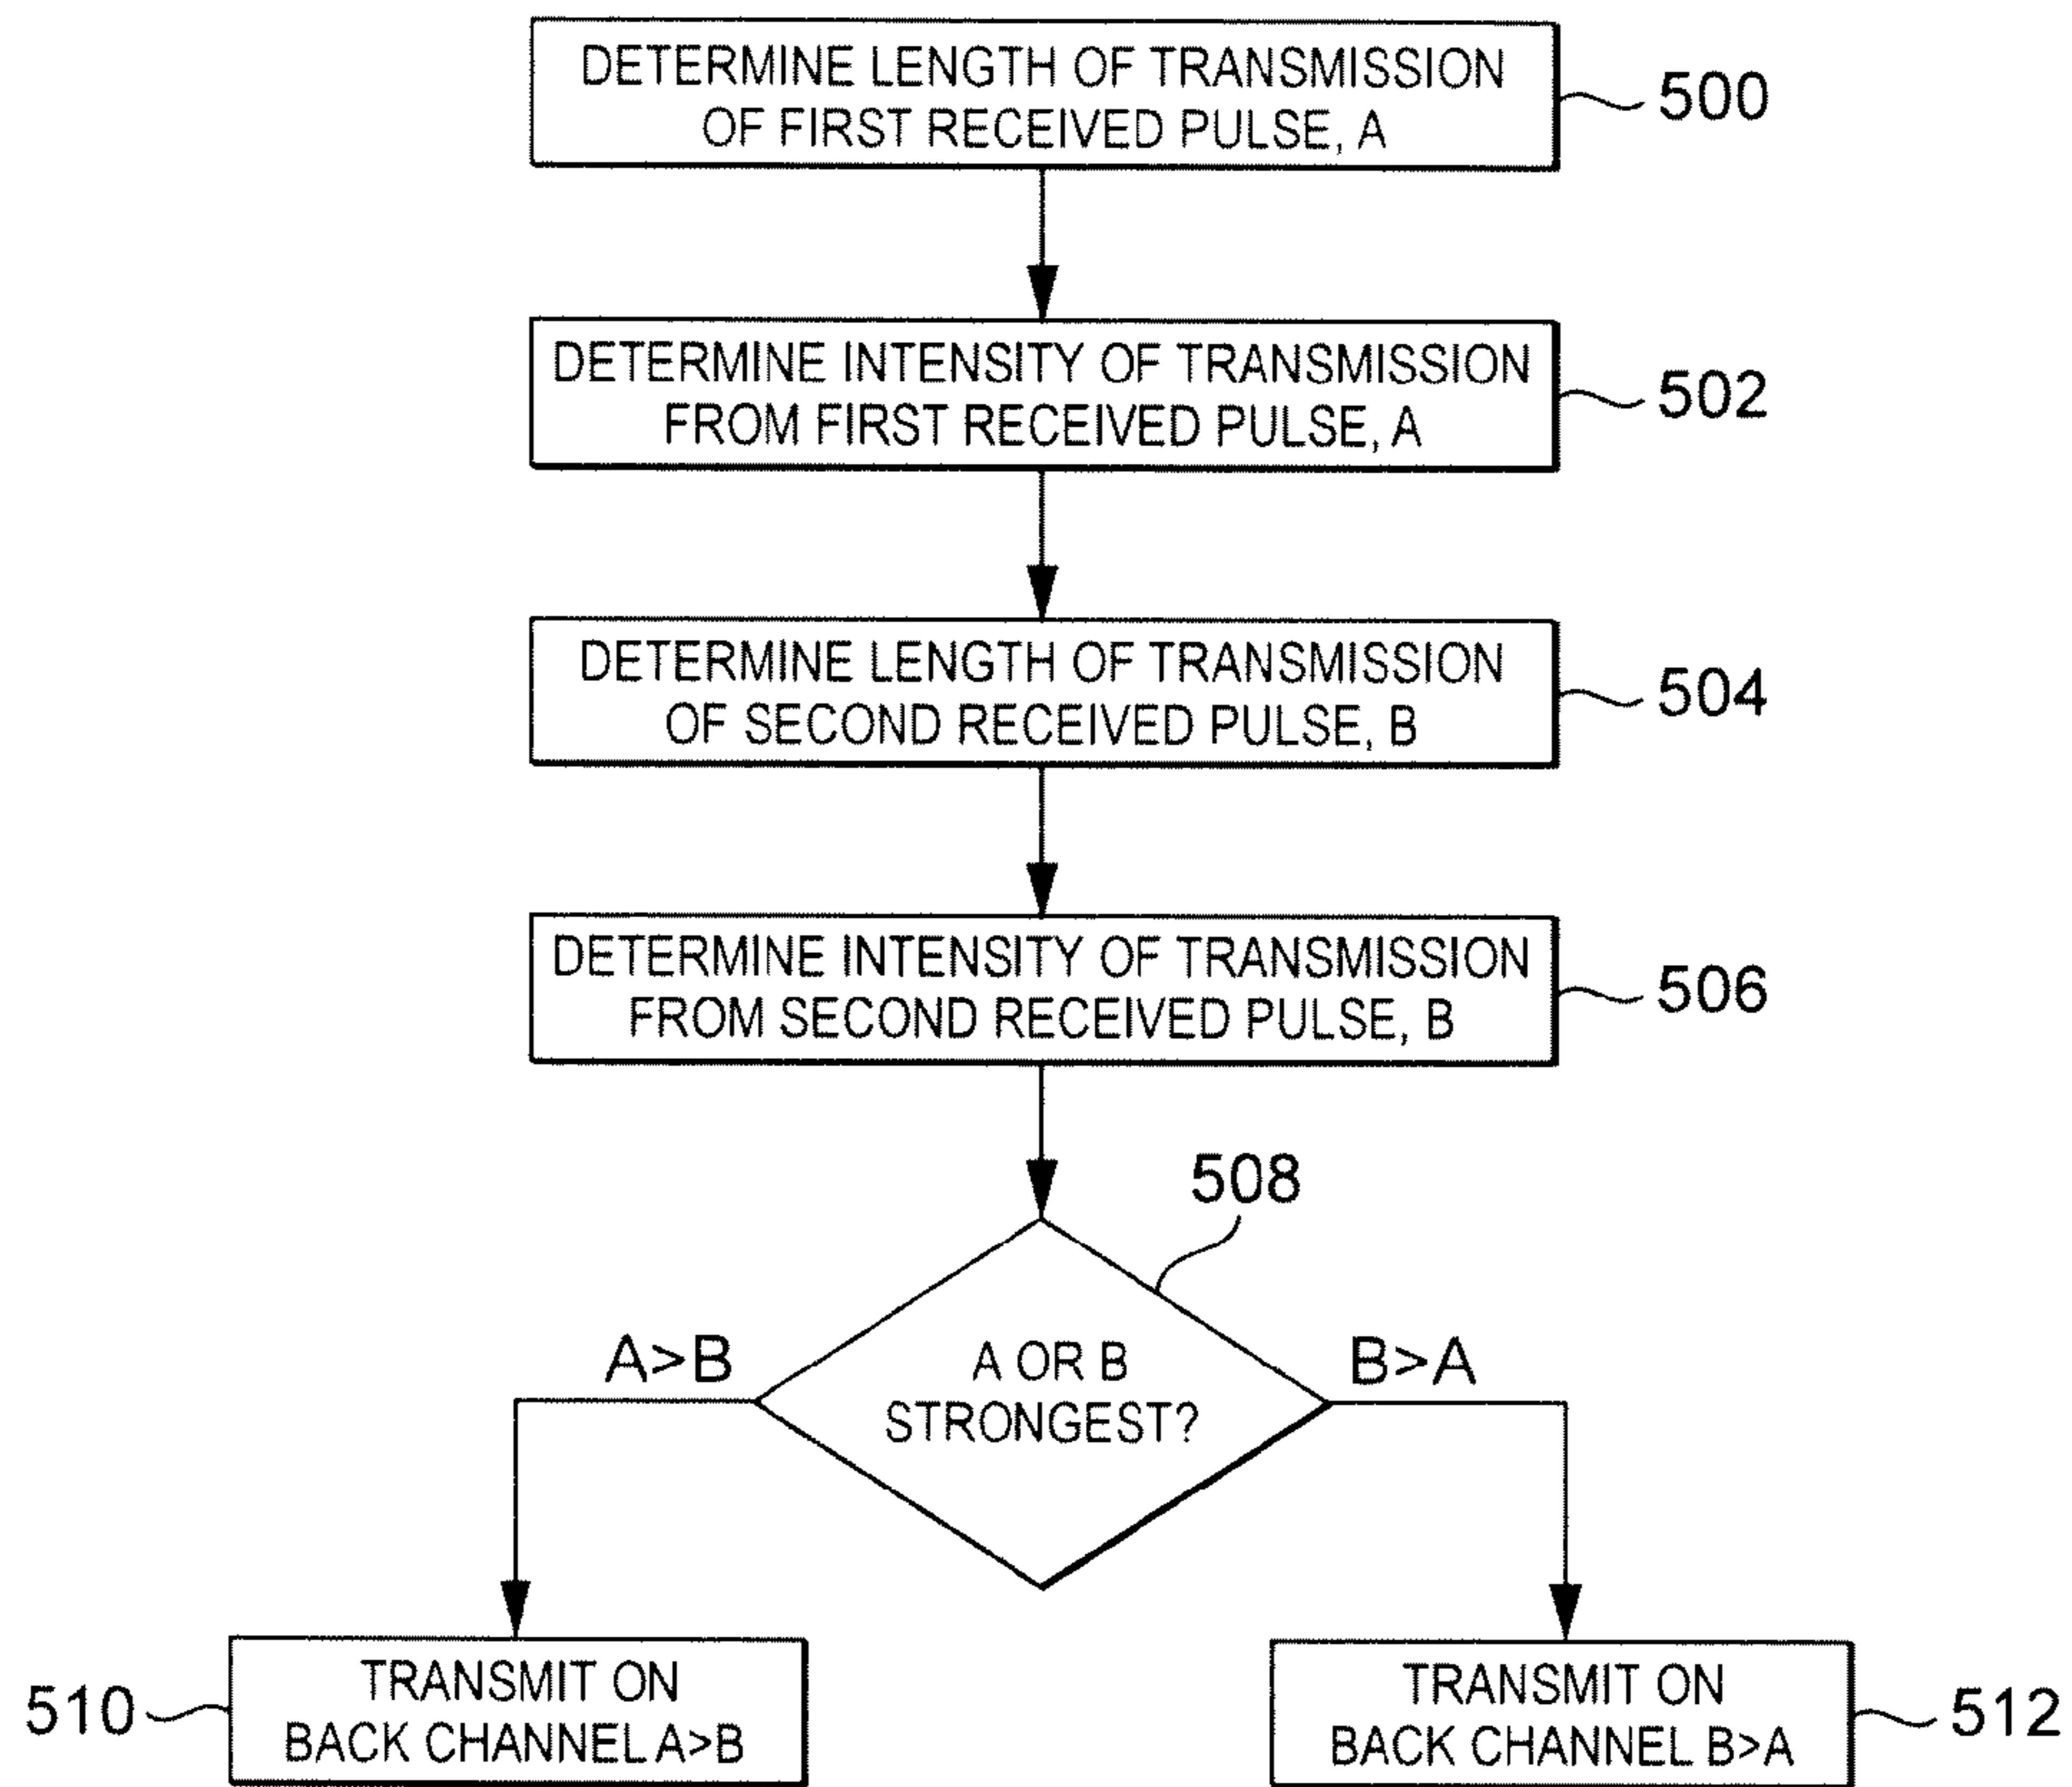 DETERMINE LENGTH OF TRANSMISSION
OF FIRST RECEIVED PULSE, A
500
DETERMINE INTENSITY OF TRANSMISSION
FROM FIRST RECEIVED PULSE, A
502
DETERMINE LENGTH OF TRANSMISSION
OF SECOND RECEIVED PULSE, B
504
DETERMINE INTENSITY OF TRANSMISSION
FROM SECOND RECEIVED PULSE, B
506
508
A>B
A OR B
STRONGEST?
B>A
510
TRANSMIT ON
BACK CHANNEL A>B
TRANSMIT ON
BACK CHANNEL B>A
512